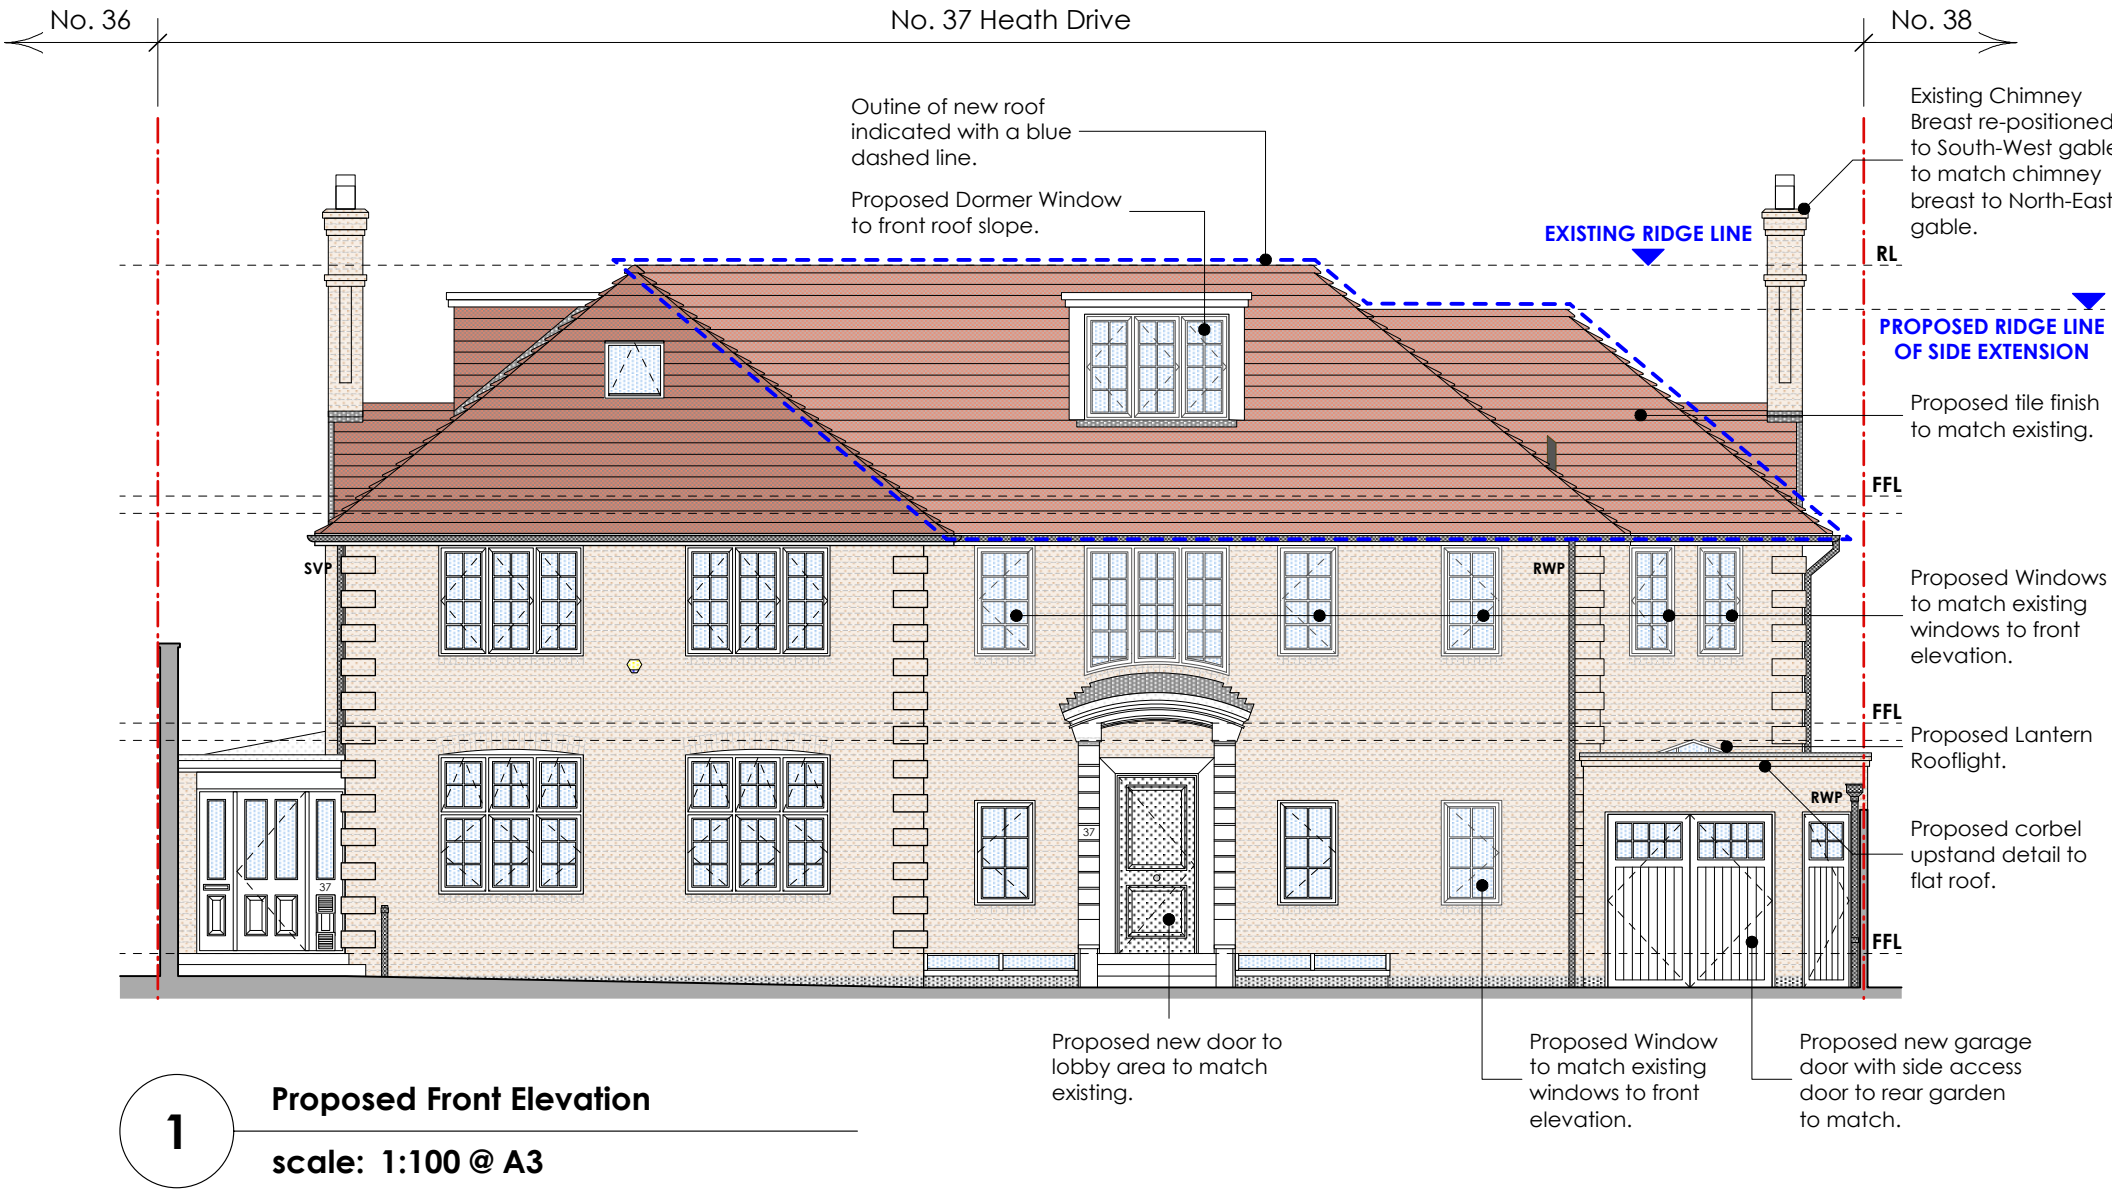 No. 36
No. 37 Heath Drive
No. 38
Outine of new roof
indicated with a blue
dashed line.
Proposed Dormer Window
to front roof slope.
Existing Chimney
Breast re-positioned
to South-West gable
to match chimney
breast to North-East
gable.
EXISTING RIDGE LINE
RL
PROPOSED RIDGE LINE
OF SIDE EXTENSION
Proposed tile finish
to match existing.
FFL
SVP
RWP
Proposed Windows
to match existing
windows to front
elevation.
FFL
Proposed Lantern
Rooflight.
RWP
Proposed corbel
upstand detail to
flat roof.
37
37
FFL
Proposed new door to
lobby area to match
existing.
Proposed Window
to match existing
windows to front
elevation.
Proposed new garage
door with side access
door to rear garden
to match.
1
Proposed Front Elevation
scale: 1:100 @ A3